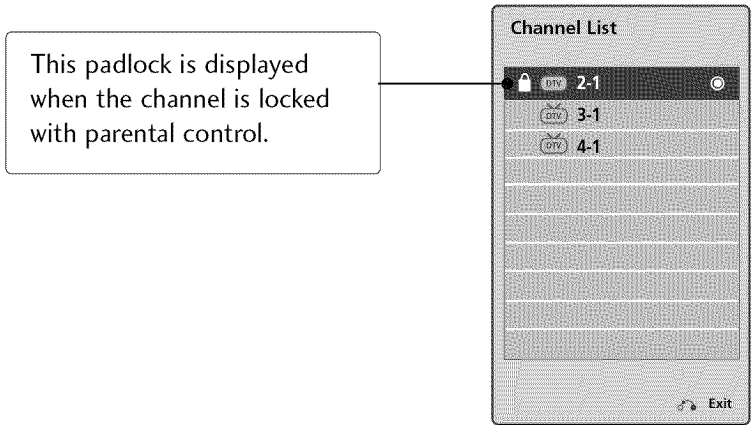 This padlock is displayed
when the channel is locked
with parental control.
Channel List
DTV 2-1
DTV 3-1
DTV 4-1
Exit